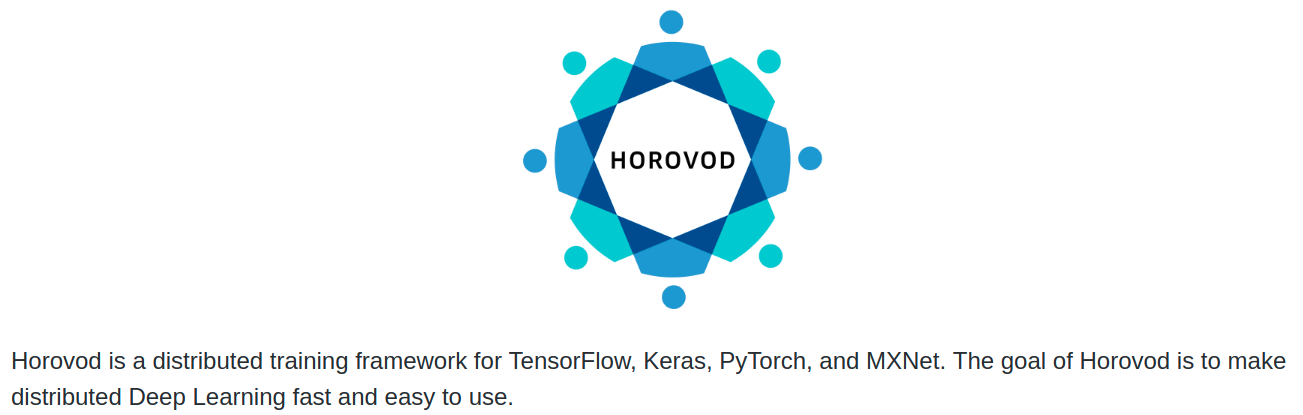 HOROVOD
Horovod is a distributed training framework for TensorFlow, Keras, PyTorch, and MXNet. The goal of Horovod is to make
distributed Deep Learning fast and easy to use.